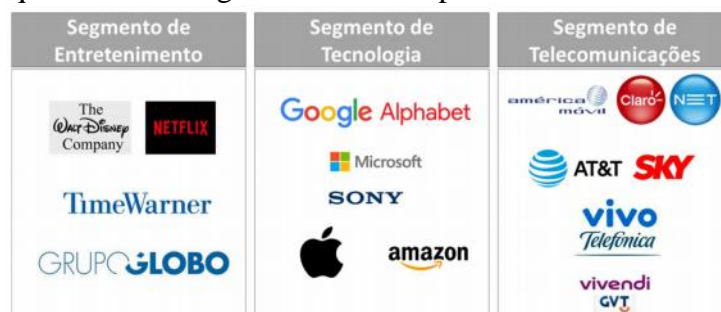 Segmento de
Entretenimento
The
Walt Disney
Company
NETFLIX
TimeWarner
GRUPO GLOBO
Segmento de
Tecnologia
Google Alphabet
Microsoft
SONY
amazon
Segmento de
Telecomunicações
américa
móvil
Claro
NET
AT&T SKY
vivo
Telefónica
vivendi
GVT